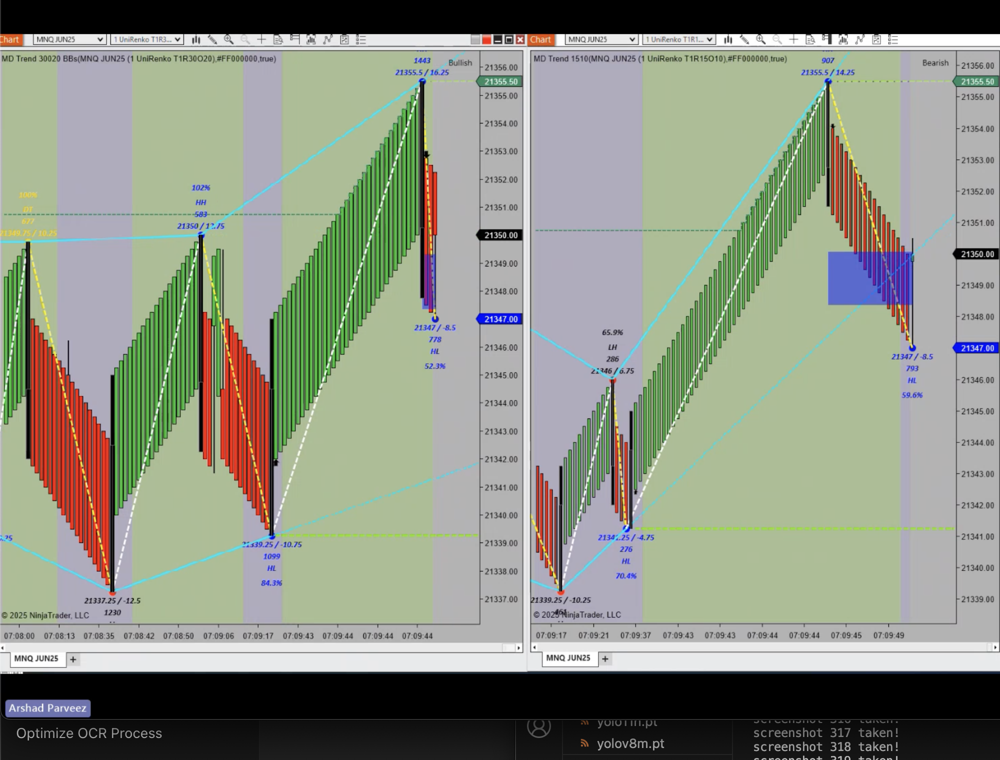 Chart MNQ JUN25 1 UniRenko T1R3...
MD Trend 30020 BBs(MNQ JUN25 (1 UniRenko T1R30O20),#FF000000,true)
Bullish
1443
21355.5 / 16.25
102%
HH
583
21350 / 11.75
21347 / -8.5
778
HL
52.3%
21339.25 / -10.75
1099
HL
84.3%
21337.25 / -12.5
1230
21356.00
21355.50
21355.00
21354.00
21353.00
21352.00
21351.00
21350.00
21349.00
21348.00
21347.00
21346.00
21345.00
21344.00
21343.00
21342.00
21341.00
21340.00
21339.00
21338.00
21337.00
© 2025 NinjaTrader, LLC
07:08:00 07:08:13 07:08:35 07:08:42 07:08:50 07:09:06 07:09:17 07:09:43 07:09:44 07:09:44 07:09:44
MNQ JUN25 +
Chart MNQ JUN25 1 UniRenko T1R1...
MD Trend 1510(MNQ JUN25 (1 UniRenko T1R15O10),#FF000000,true)
Bearish
907
21355.5 / 14.25
65.9%
LH
286
21346 / 6.75
21347 / -8.5
793
HL
59.6%
21341.25 / -4.75
276
HL
70.4%
21339.25 / -10.25
21356.00
21355.50
21355.00
21354.00
21353.00
21352.00
21351.00
21350.00
21349.00
21348.00
21347.00
21346.00
21345.00
21344.00
21343.00
21342.00
21341.00
21340.00
21339.00
© 2025 NinjaTrader, LLC
07:09:17 07:09:21 07:09:37 07:09:43 07:09:43 07:09:44 07:09:44 07:09:45 07:09:49
MNQ JUN25 +
Arshad Parveez
Optimize OCR Process
yolo11n.pt
yolov8m.pt
screenshot 316 taken!
screenshot 317 taken!
screenshot 318 taken!
screenshot 319 taken!